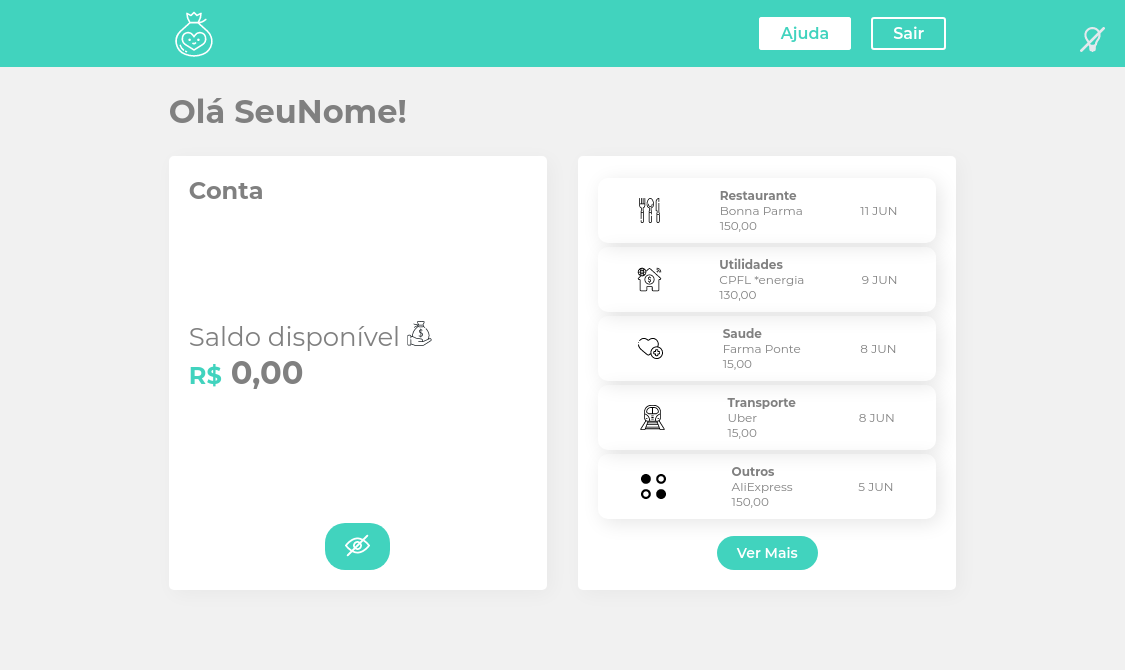 Ajuda
Sair
Olá SeuNome!
Conta
Saldo disponível
R$ 0,00
Restaurante
Bonna Parma
150,00
11 JUN
Utilidades
CPFL *energia
130,00
9 JUN
Saude
Farma Ponte
15,00
8 JUN
Transporte
Uber
15,00
8 JUN
Outros
AliExpress
150,00
5 JUN
Ver Mais